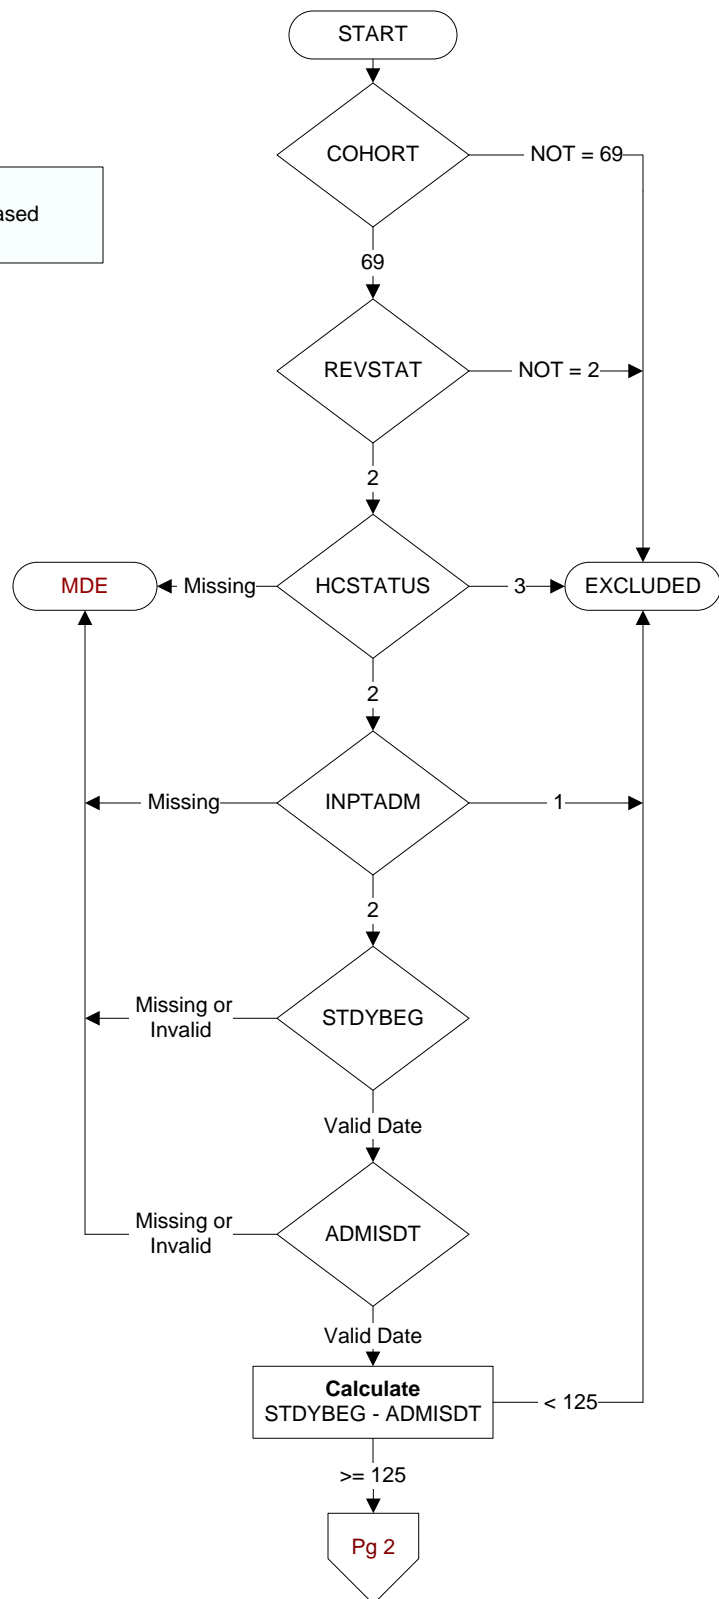 START
COHORT
NOT = 69
69
REVSTAT
NOT = 2
2
MDE
Missing
HCSTATUS
3
EXCLUDED
2
Missing
INPTADM
1
2
Missing or
Invalid
STDYBEG
Valid Date
Missing or
Invalid
ADMISDT
Valid Date
Calculate
STDYBEG - ADMISDT
< 125
>= 125
Pg 2